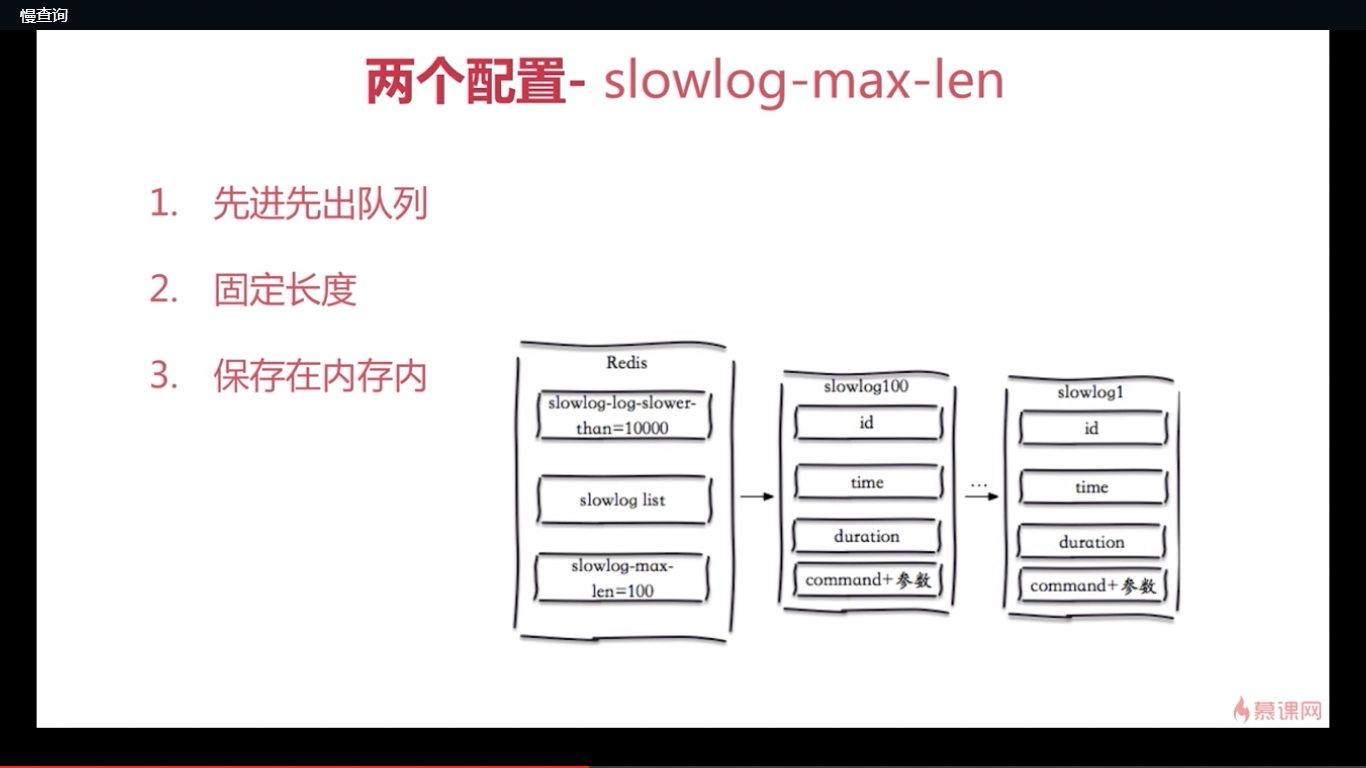 慢查询
两个配置- slowlog-max-len
1. 先进先出队列
2. 固定长度
3. 保存在内存内
Redis
slowlog-log-slower-
than=10000
slowlog list
slowlog-max-
len=100
slowlog100
id
time
duration
command+参数
...
slowlog1
id
time
duration
command+参数
慕课网